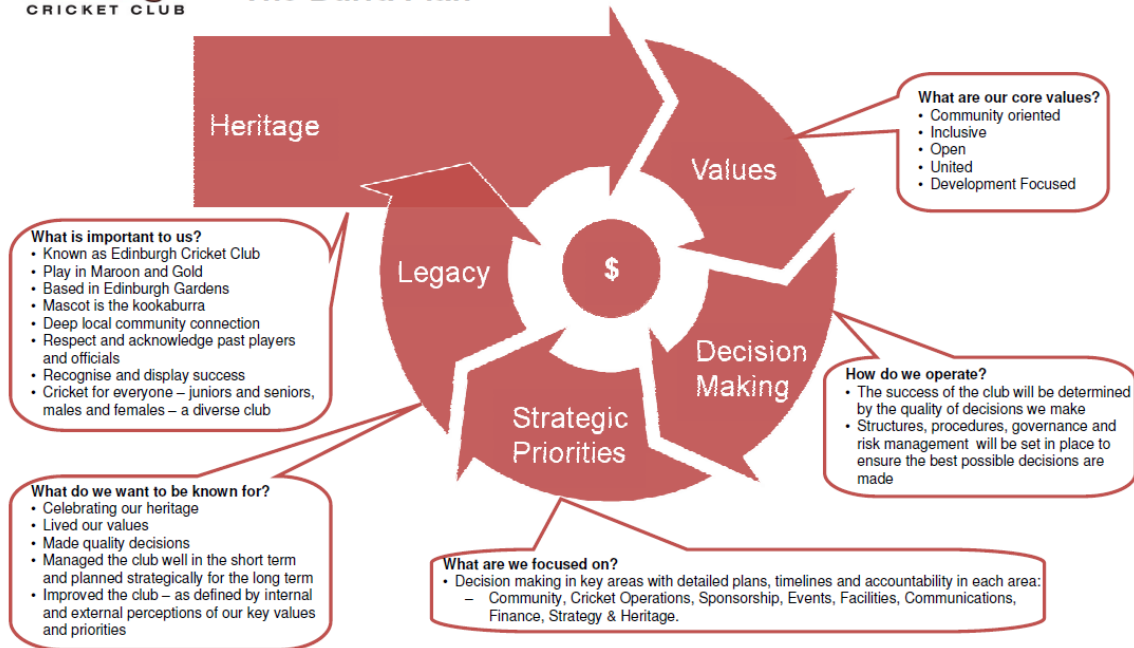 CRICKET CLUB
Heritage
Values
What are our core values?
• Community oriented
• Inclusive
• Open
• United
• Development Focused
What is important to us?
• Known as Edinburgh Cricket Club
• Play in Maroon and Gold
• Based in Edinburgh Gardens
• Mascot is the kookaburra
• Deep local community connection
• Respect and acknowledge past players
and officials
• Recognise and display success
• Cricket for everyone – juniors and seniors,
males and females – a diverse club
Legacy
$
Decision
Making
Strategic
Priorities
How do we operate?
• The success of the club will be determined
by the quality of decisions we make
• Structures, procedures, governance and
risk management will be set in place to
ensure the best possible decisions are
made
What do we want to be known for?
• Celebrating our heritage
• Lived our values
• Made quality decisions
• Managed the club well in the short term
and planned strategically for the long term
• Improved the club – as defined by internal
and external perceptions of our key values
and priorities
What are we focused on?
• Decision making in key areas with detailed plans, timelines and accountability in each area:
– Community, Cricket Operations, Sponsorship, Events, Facilities, Communications,
Finance, Strategy & Heritage.